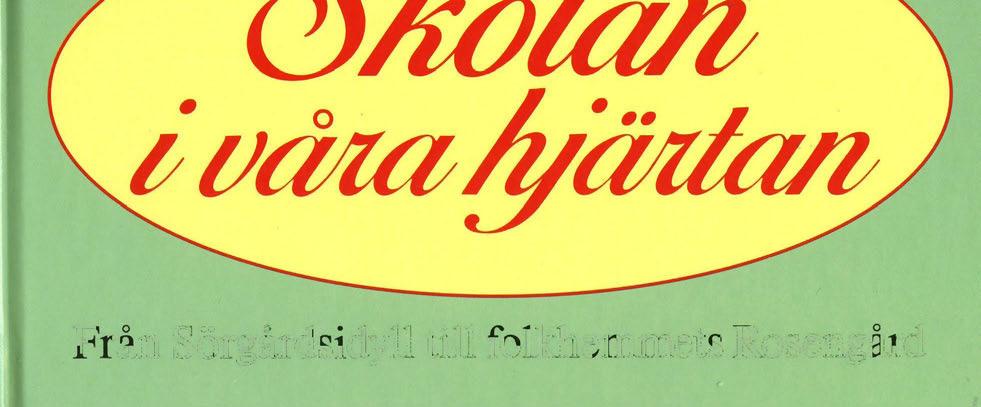 Skolan
i våra hjärtan
Från Sörgårdsidyll till folkhemmets Rosengård